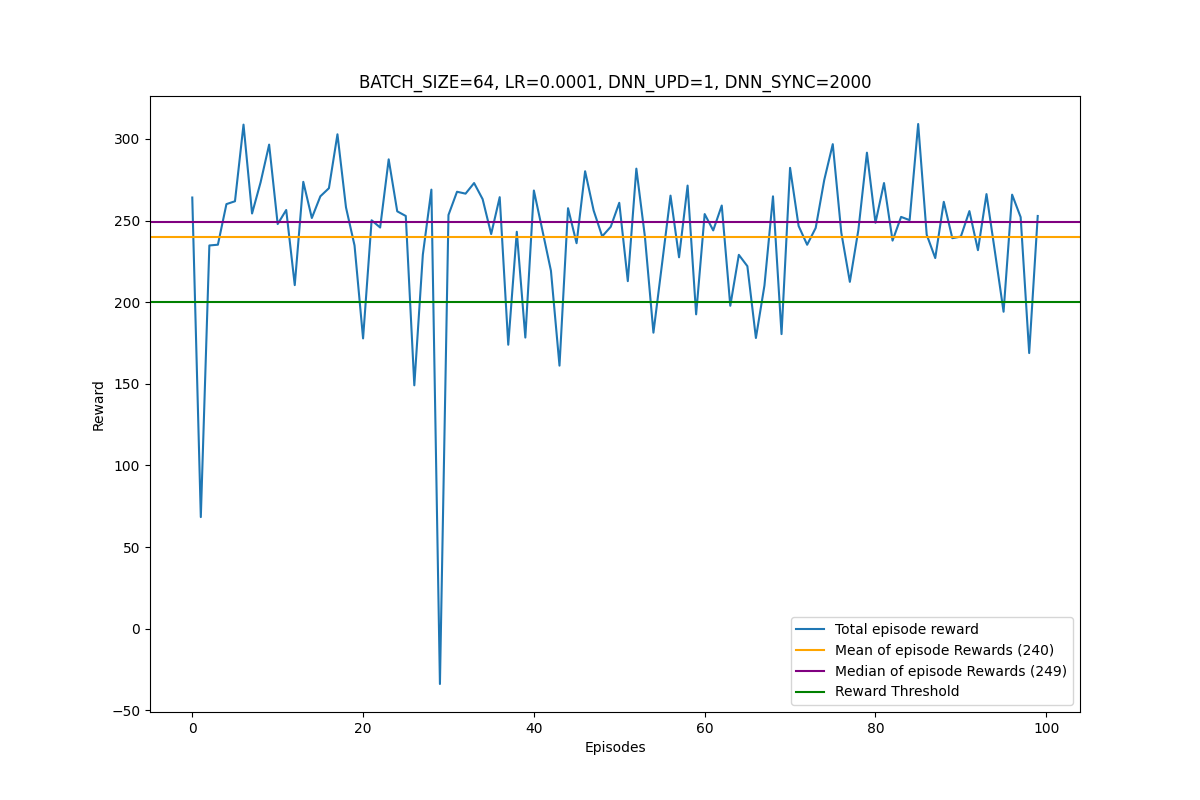 BATCH_SIZE=64, LR=0.0001, DNN_UPD=1, DNN_SYNC=2000
300
250
200
150
100
50
0
−50
Reward
0 20 40 60 80 100
Episodes
Total episode reward
Mean of episode Rewards (240)
Median of episode Rewards (249)
Reward Threshold